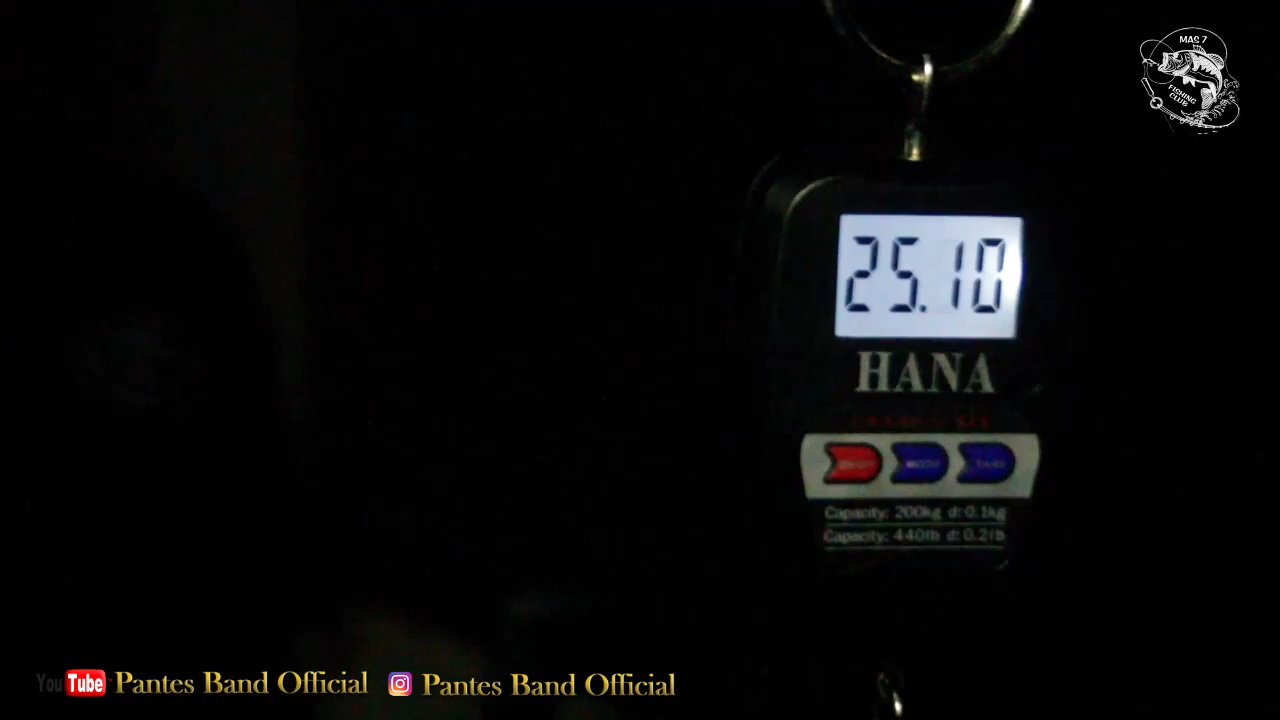 MAS 7
FISHING
CLUB
25.10
HANA
Capacity: 200kg d:0.1kg
Capacity: 440lb d:0.2lb
YouTube Pantes Band Official Pantes Band Official